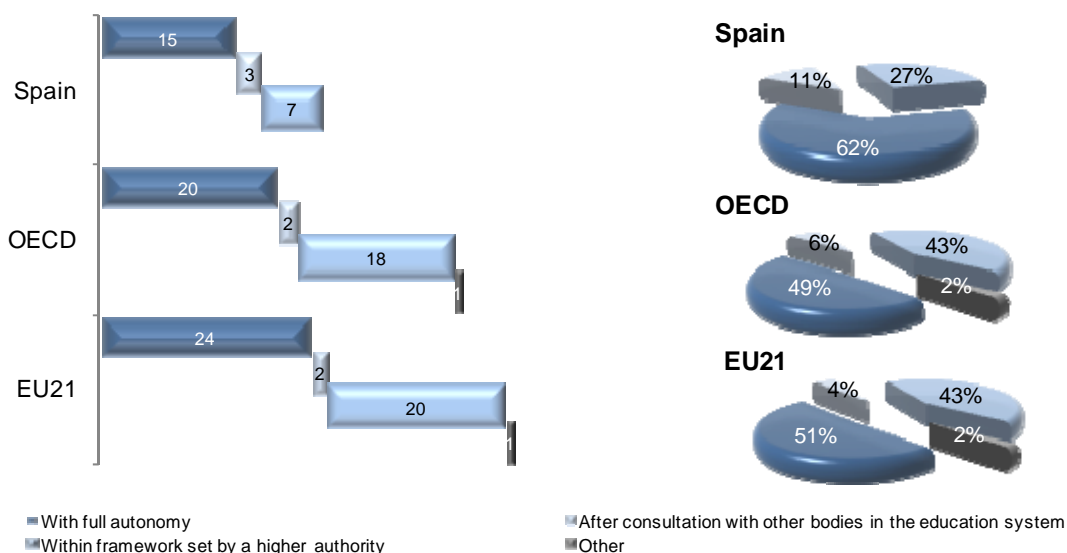 15
3
7
Spain
20
2
18
1
OECD
24
2
20
1
EU21
Spain
11%
27%
62%
OECD
6%
43%
49%
2%
EU21
4%
43%
51%
2%
With full autonomy
After consultation with other bodies in the education system
Within framework set by a higher authority
Other